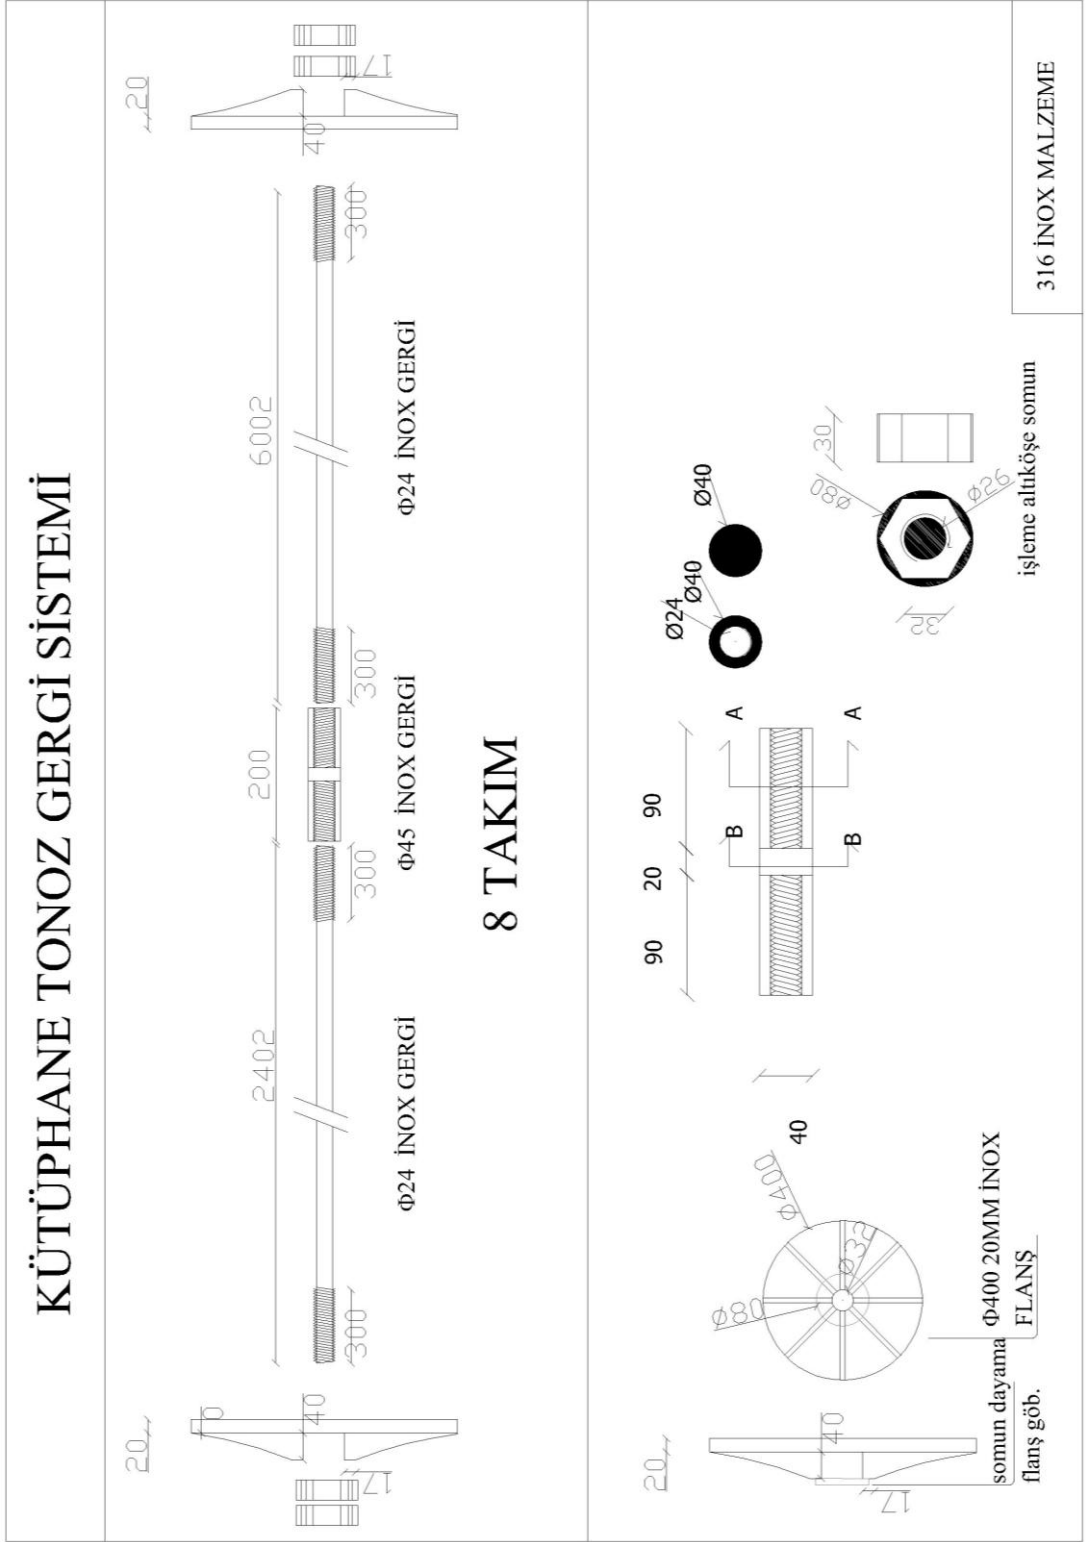 KÜTÜPHANE TONOZ GERGİ SİSTEMİ
20
40
17
300
2402
300
200
300
6002
300
20
40
17
0
Φ24 İNOX GERGİ
Φ45 İNOX GERGİ
Φ24 İNOX GERGİ
8 TAKIM
20
40
17
somun dayama
flanş göb.
Ø80
Ø400
Ø32
Φ400 20MM İNOX
FLANŞ
40
90
20
90
B
A
B
A
Ø24
Ø40
Ø40
Ø80
Ø26
32
30
işleme altıköşe somun
316 İNOX MALZEME